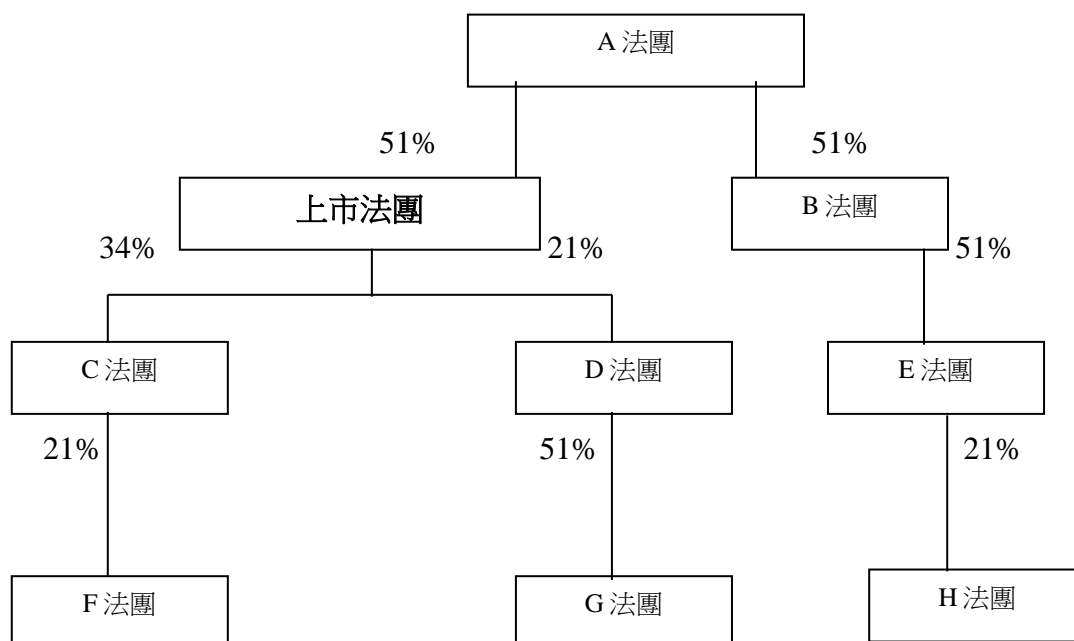 A 法團
51%
51%
上市法團
B 法團
34%
21%
51%
C 法團
D 法團
E 法團
21%
51%
21%
F 法團
G 法團
H 法團